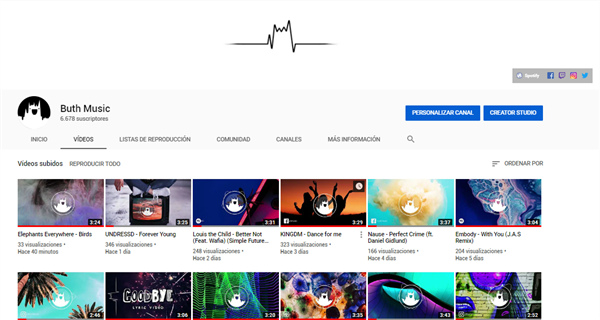 Spotify
Buth Music
6.678 suscriptores
PERSONALIZAR CANAL
CREATOR STUDIO
INICIO
VÍDEOS
LISTAS DE REPRODUCCIÓN
COMUNIDAD
CANALES
MÁS INFORMACIÓN
Vídeos subidos
REPRODUCIR TODO
ORDENAR POR
3:24
3:25
3:31
3:29
3:36
3:04
Elephants Everywhere - Birds
33 visualizaciones •
Hace 40 minutos
UNDRESSD - Forever Young
346 visualizaciones •
Hace 1 día
Louis the Child - Better Not
(Feat. Wafia) (Simple Future...
248 visualizaciones •
Hace 2 días
KINGDM - Dance for me
323 visualizaciones •
Hace 3 días
Nause - Perfect Crime (ft.
Daniel Gidlund)
166 visualizaciones •
Hace 4 días
Embody - With You (J.A.S
Remix)
204 visualizaciones •
Hace 5 días
GOODBYE
LYRIC VIDEO
2:46
3:16
3:20
3:57
3:43
2:52